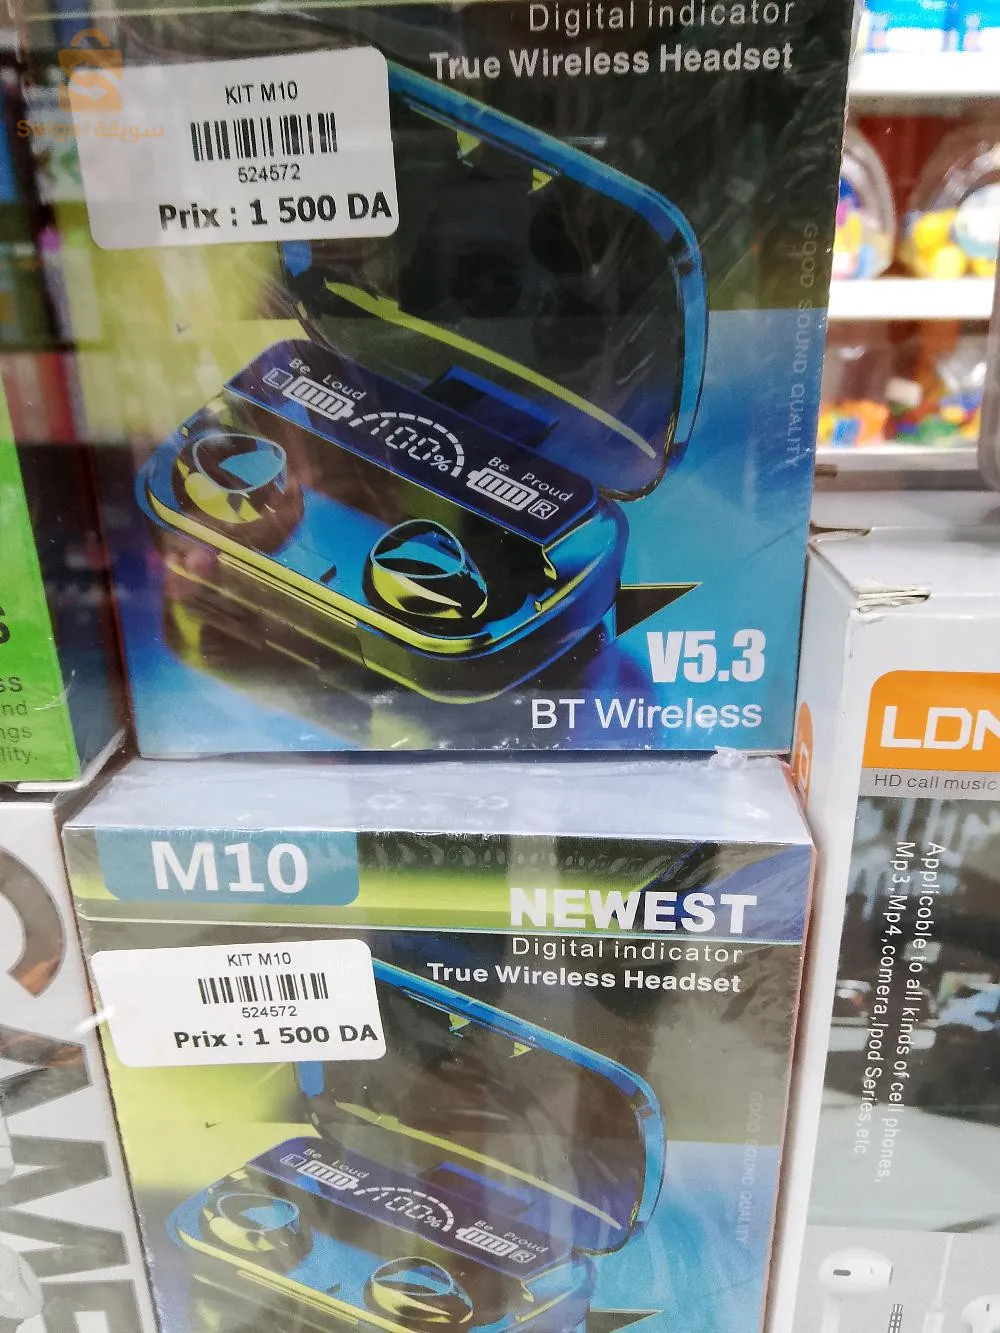 سويقة
Digital indicator
True Wireless Headset
KIT M10
524572
Prix : 1 500 DA
GOOD SOUND QUALITY
Be Loud
L
100%
Be Proud
R
V5.3
BT Wireless
M10
NEWEST
Digital indicator
True Wireless Headset
KIT M10
524572
Prix : 1 500 DA
GOOD SOUND QUALITY
Be Loud
L
100%
Be Proud
R
HD call music
Applicoble to all kinds of cell phones,
Mp3,Mp4,comera,Ipod Series,etc